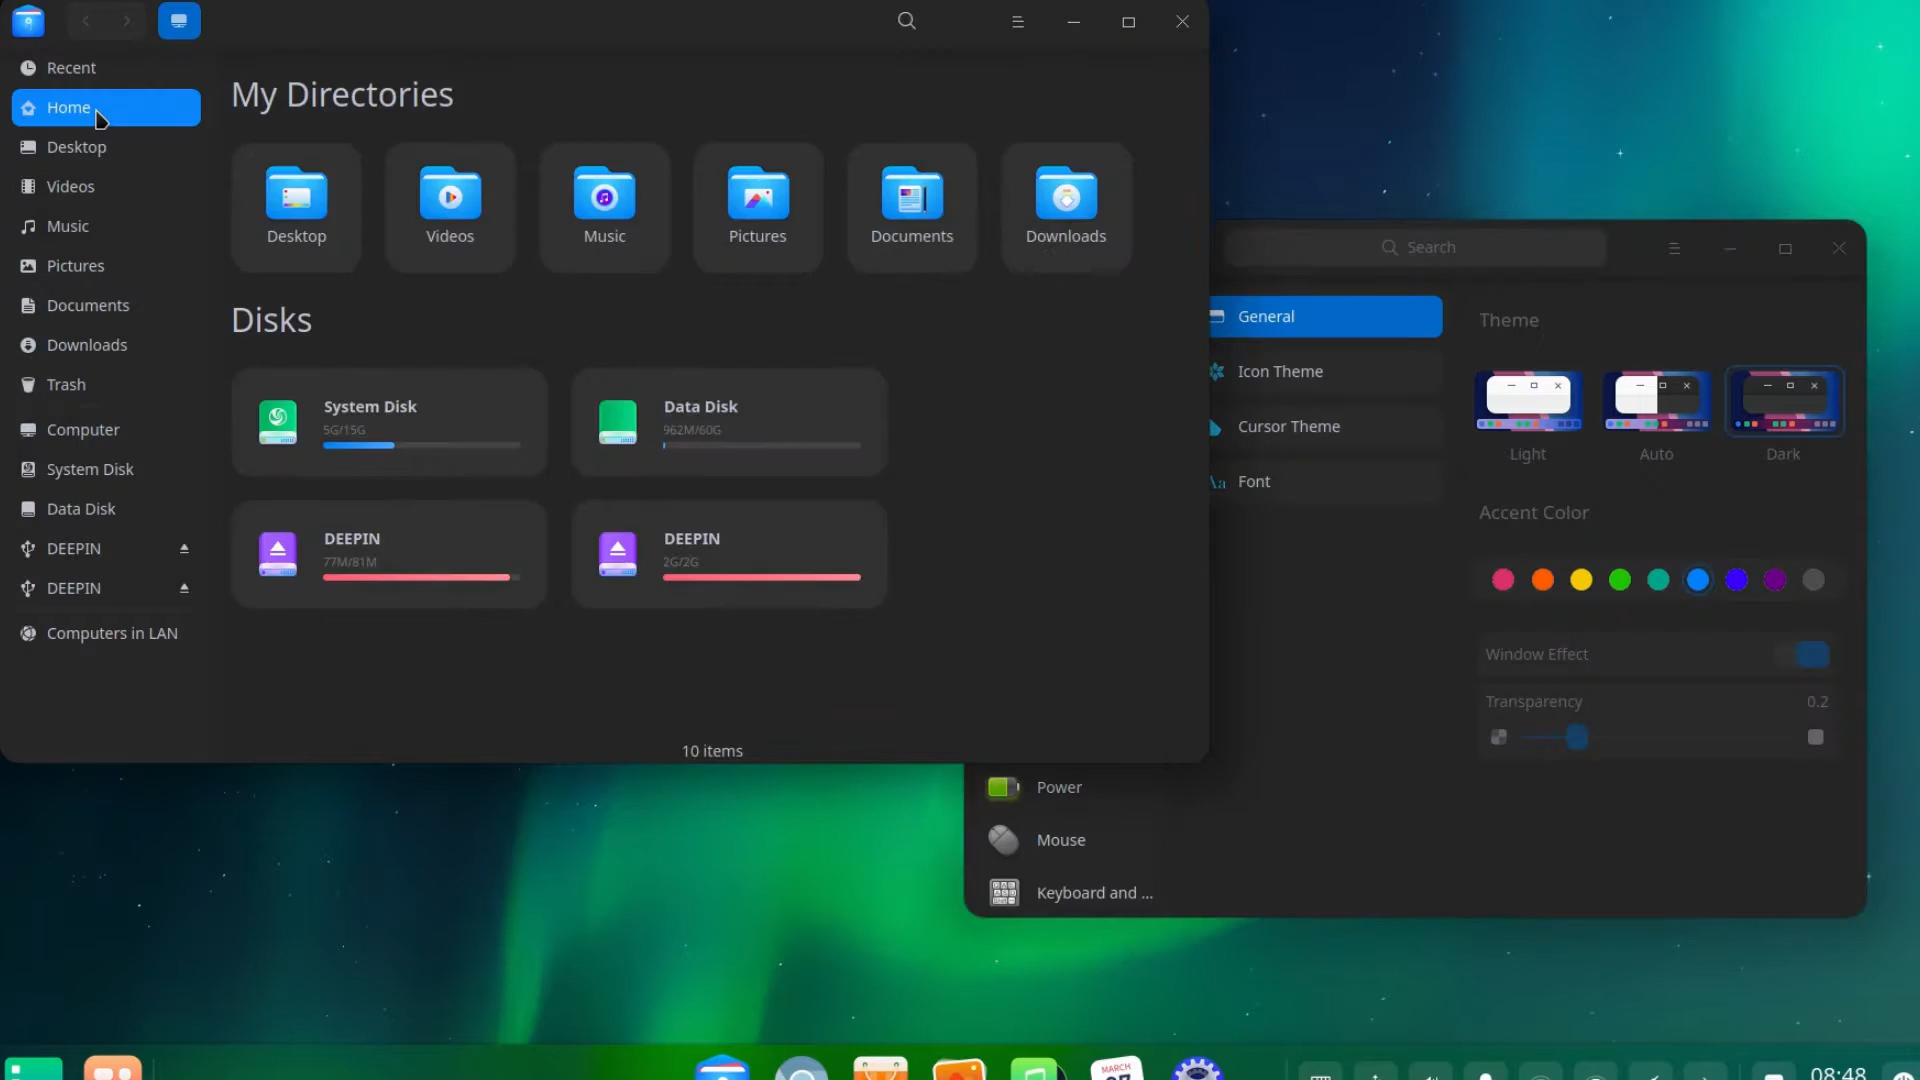 Recent
Home
Desktop
Videos
Music
Pictures
Documents
Downloads
Trash
Computer
System Disk
Data Disk
DEEPIN
DEEPIN
Computers in LAN
My Directories
Desktop
Videos
Music
Pictures
Documents
Downloads
Disks
System Disk
5G/15G
Data Disk
962M/60G
DEEPIN
77M/81M
DEEPIN
2G/2G
10 items
Search
General
Icon Theme
Cursor Theme
Font
Power
Mouse
Keyboard and ...
Theme
Light
Auto
Dark
Accent Color
Window Effect
Transparency
0.2
MARCH
08:48